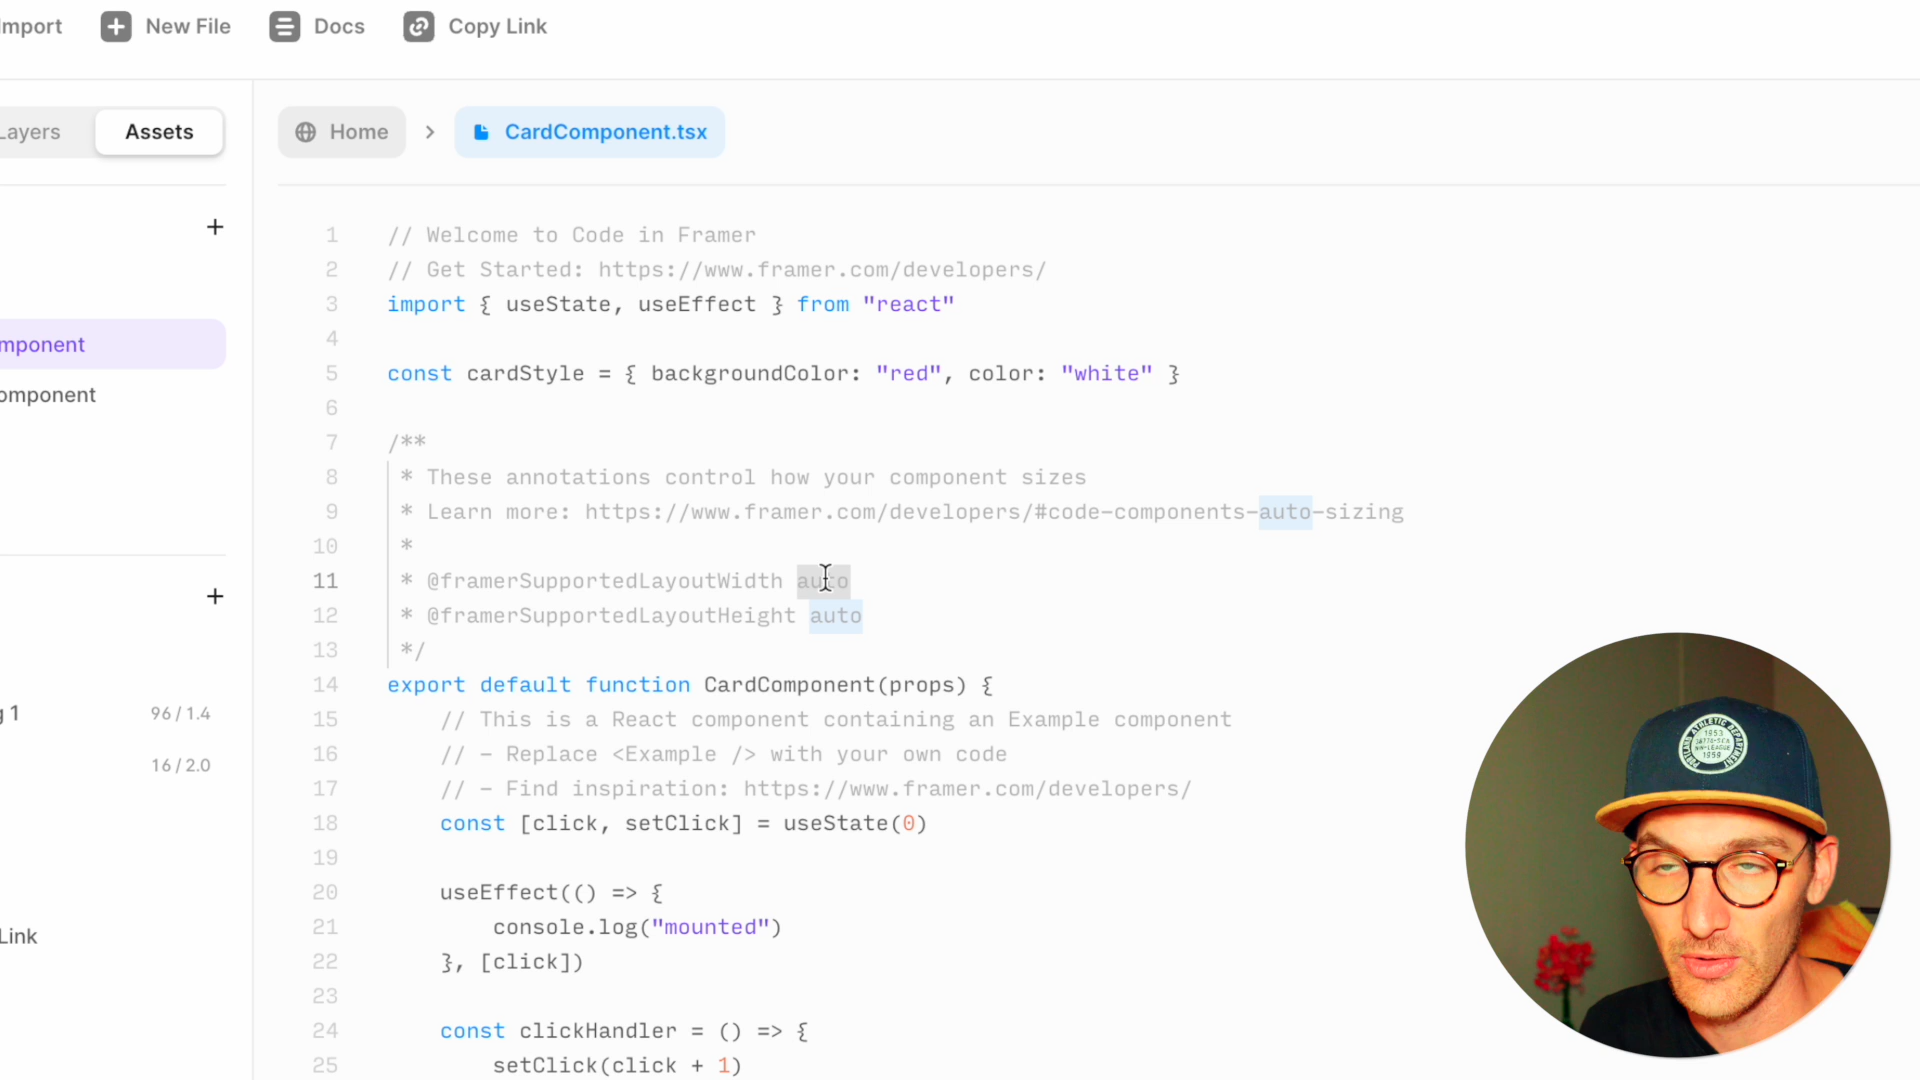 Import
New File
Docs
Copy Link
Layers
Assets
Home
CardComponent.tsx
mponent
omponent
g 1
96 / 1.4
16 / 2.0
Link
1 // Welcome to Code in Framer
2 // Get Started: https://www.framer.com/developers/
3 import { useState, useEffect } from "react"
4
5 const cardStyle = { backgroundColor: "red", color: "white" }
6
7 /**
8 * These annotations control how your component sizes
9 * Learn more: https://www.framer.com/developers/#code-components-auto-sizing
10 *
11 * @framerSupportedLayoutWidth auto
12 * @framerSupportedLayoutHeight auto
13 */
14 export default function CardComponent(props) {
15 // This is a React component containing an Example component
16 // - Replace <Example /> with your own code
17 // - Find inspiration: https://www.framer.com/developers/
18 const [click, setClick] = useState(0)
19
20 useEffect(() => {
21 console.log("mounted")
22 }, [click])
23
24 const clickHandler = () => {
25 setClick(click + 1)
PORTLAND ATHLETIC DEPARTMENT
1953
1959